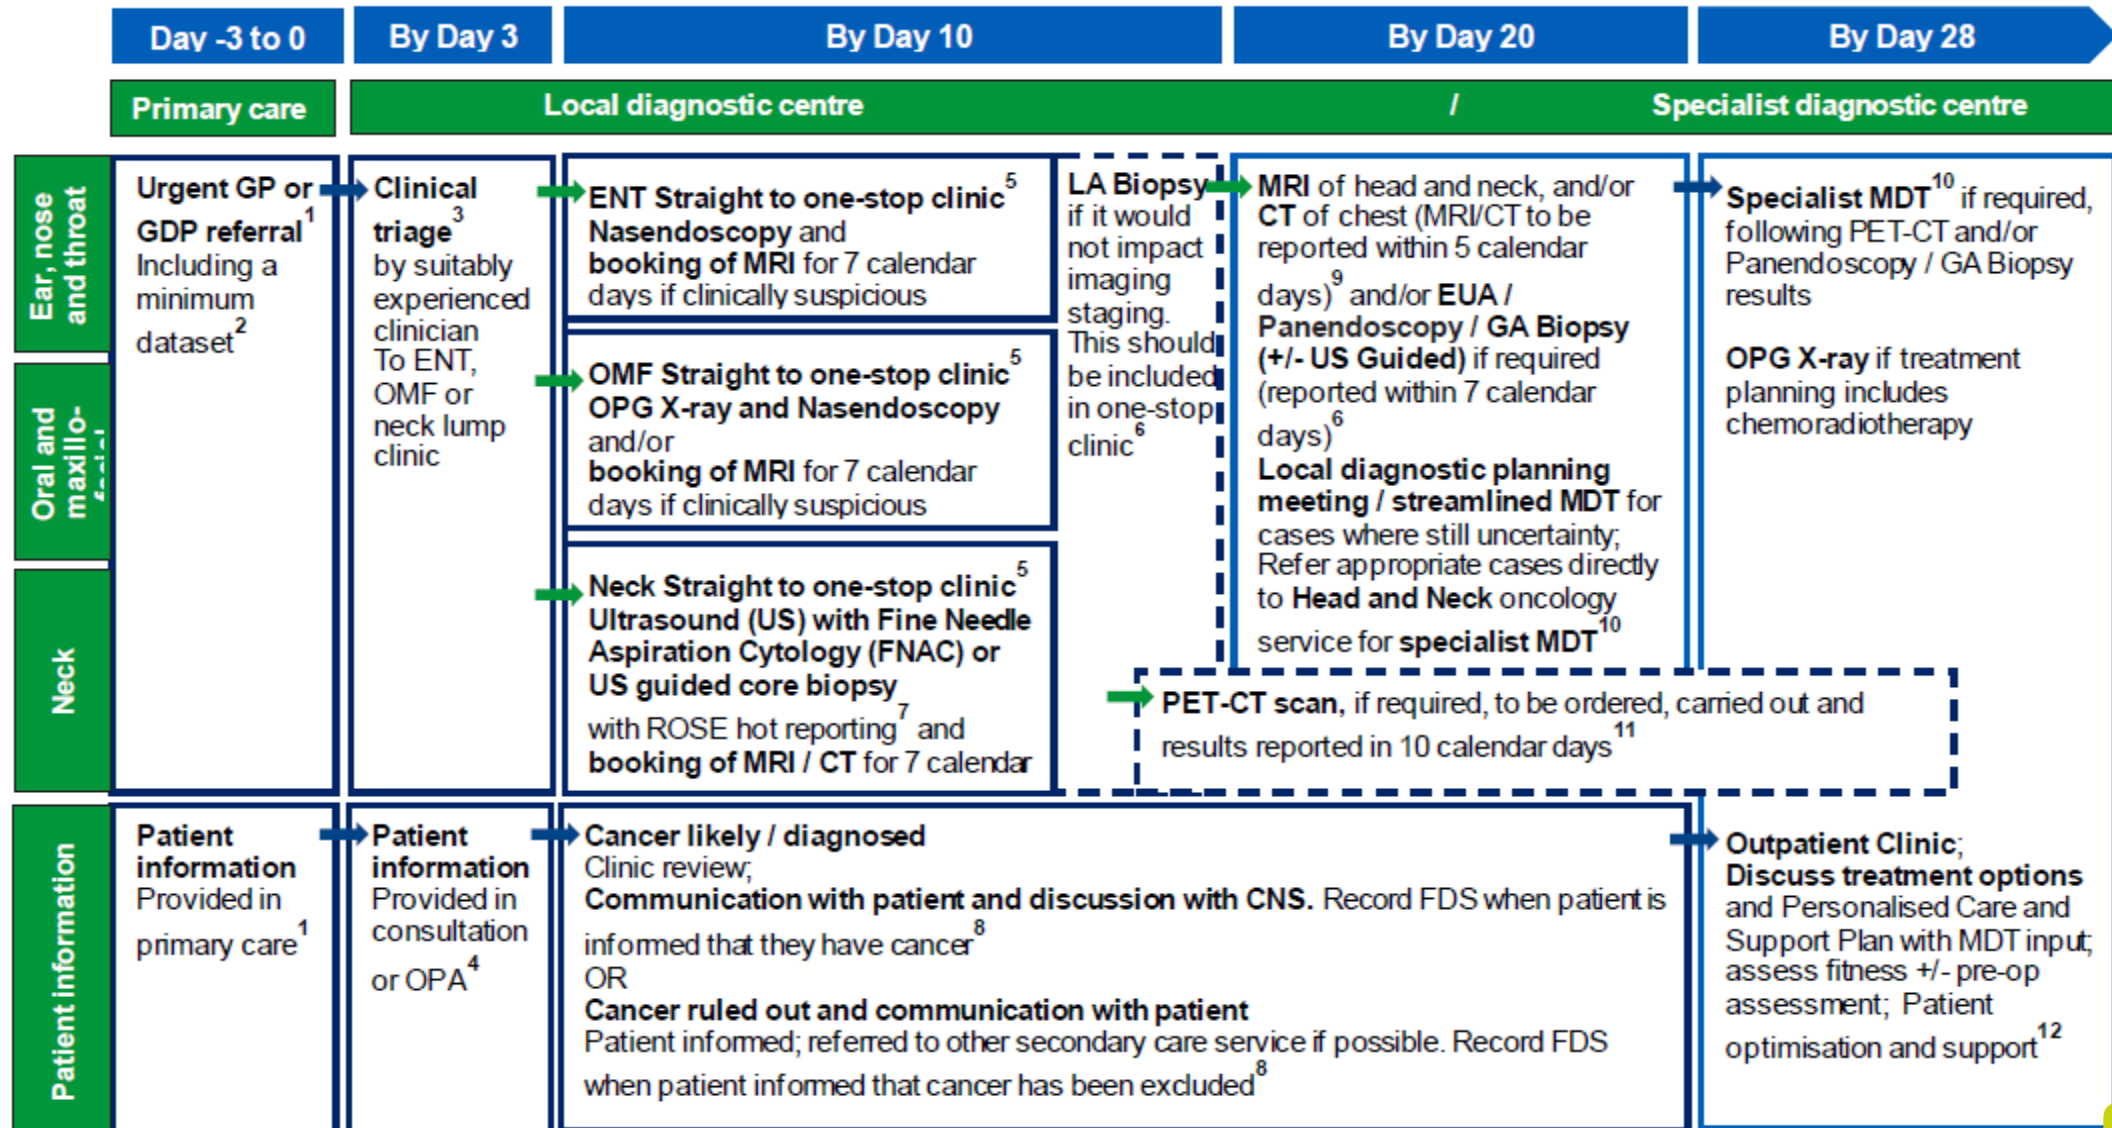 Day -3 to 0
By Day 3
By Day 10
By Day 20
By Day 28
Primary care
Local diagnostic centre / Specialist diagnostic centre
Ear, nose
and throat
Oral and
maxillo-
Neck
Patient information
Urgent GP or
GDP referral1
Including a
minimum
dataset2
Clinical
triage3
by suitably
experienced
clinician
To ENT,
OMF or
neck lump
clinic
ENT Straight to one-stop clinic5
Nasendoscopy and
booking of MRI for 7 calendar
days if clinically suspicious
OMF Straight to one-stop clinic5
OPG X-ray and Nasendoscopy
and/or
booking of MRI for 7 calendar
days if clinically suspicious
Neck Straight to one-stop clinic5
Ultrasound (US) with Fine Needle
Aspiration Cytology (FNAC) or
US guided core biopsy
with ROSE hot reporting7 and
booking of MRI / CT for 7 calendar
LA Biopsy
if it would
not impact
imaging
staging.
This should
be included
in one-stop
clinic6
MRI of head and neck, and/or
CT of chest (MRI/CT to be
reported within 5 calendar
days)9 and/or EUA /
Panendoscopy / GA Biopsy
(+/- US Guided) if required
(reported within 7 calendar
days)6
Local diagnostic planning
meeting / streamlined MDT for
cases where still uncertainty;
Refer appropriate cases directly
to Head and Neck oncology
service for specialist MDT10
Specialist MDT10 if required,
following PET-CT and/or
Panendoscopy / GA Biopsy
results
OPG X-ray if treatment
planning includes
chemoradiotherapy
PET-CT scan, if required, to be ordered, carried out and
results reported in 10 calendar days11
Patient
information
Provided in
primary care1
Patient
information
Provided in
consultation
or OPA4
Cancer likely / diagnosed
Clinic review;
Communication with patient and discussion with CNS. Record FDS when patient is
informed that they have cancer8
OR
Cancer ruled out and communication with patient
Patient informed; referred to other secondary care service if possible. Record FDS
when patient informed that cancer has been excluded8
Outpatient Clinic;
Discuss treatment options
and Personalised Care and
Support Plan with MDT input;
assess fitness +/- pre-op
assessment; Patient
optimisation and support12